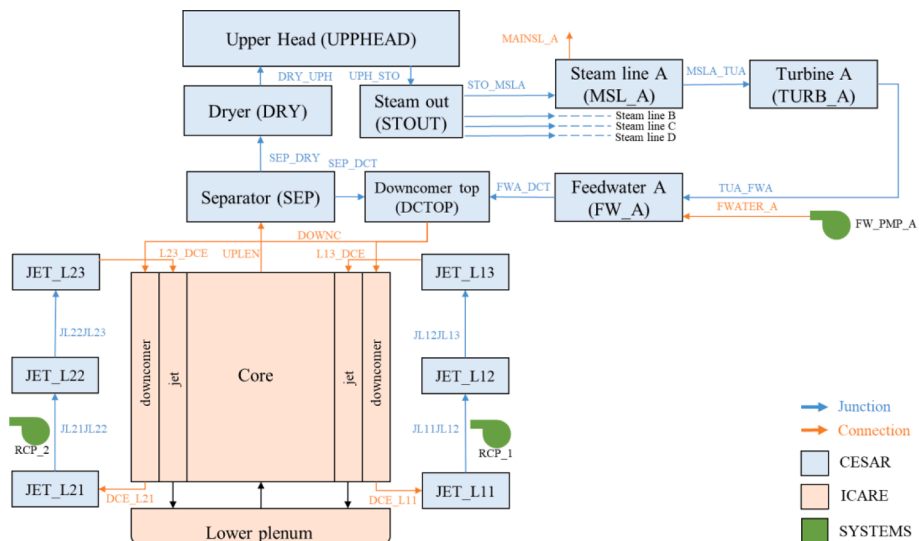 MAINSL_A
Upper Head (UPPHEAD)
DRY_UPH
UPH_STO
STO_MSLA
Steam line A
(MSL_A)
MSLA_TUA
Turbine A
(TURB_A)
Dryer (DRY)
Steam out
(STOUT)
Steam line B
Steam line C
Steam line D
SEP_DRY
SEP_DCT
Separator (SEP)
Downcomer top
(DCTOP)
FWA_DCT
Feedwater A
(FW_A)
TUA_FWA
FWATER_A
FW_PMP_A
DOWNC
L23_DCE
UPLEN
L13_DCE
JET_L23
JET_L13
JL22JL23
JL12JL13
downcomer
jet
Core
jet
downcomer
JET_L22
JET_L12
JL21JL22
JL11JL12
RCP_2
RCP_1
JET_L21
DCE_L21
DCE_L11
JET_L11
Lower plenum
Junction
Connection
CESAR
ICARE
SYSTEMS